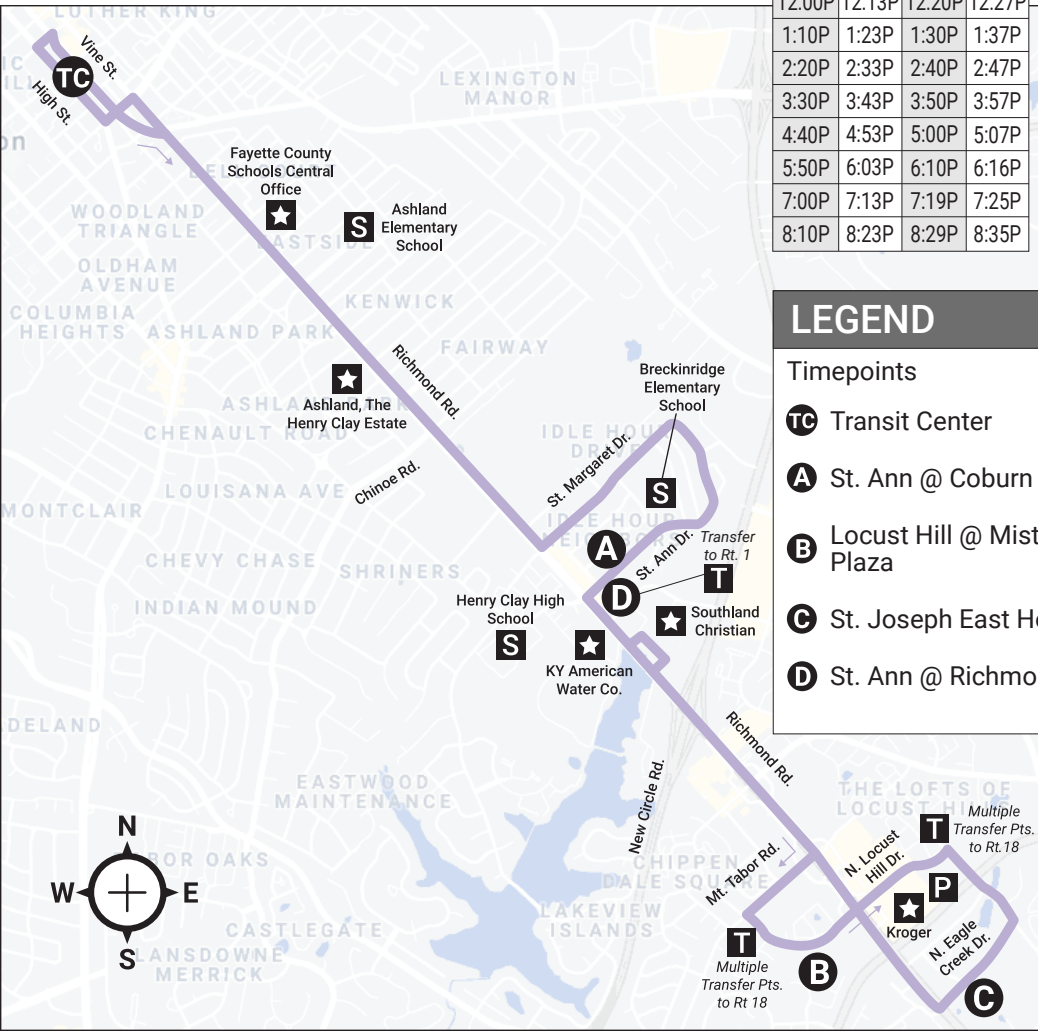 LUTHER KING
12:00P 12:13P 12:20P 12:27P
1:10P 1:23P 1:30P 1:37P
2:20P 2:33P 2:40P 2:47P
3:30P 3:43P 3:50P 3:57P
4:40P 4:53P 5:00P 5:07P
5:50P 6:03P 6:10P 6:16P
7:00P 7:13P 7:19P 7:25P
8:10P 8:23P 8:29P 8:35P
Vine St.
TC
High St.
LEXINGTON
MANOR
Fayette County
Schools Central
Office
S
Ashland
Elementary
School
WOODLAND
TRIANGLE
EASTSIDE
OLDHAM
AVENUE
KENWICK
COLUMBIA
HEIGHTS
ASHLAND PARK
FAIRWAY
Richmond Rd.
Ashland, The
Henry Clay Estate
CHENAULT ROAD
Chinoe Rd.
LOUISANA AVE
MONTCLAIR
CHEVY CHASE
SHRINERS
INDIAN MOUND
Breckinridge
Elementary
School
IDLE HOUR
DRIVE
St. Margaret Dr.
S
IDLE HOUR
NEIGHBORS
A
St. Ann Dr.
Transfer
to Rt. 1
T
D
Henry Clay High
School
S
Southland
Christian
KY American
Water Co.
LEGEND
Timepoints
TC Transit Center
A St. Ann @ Coburn
B Locust Hill @ Mist
Plaza
C St. Joseph East Ho
D St. Ann @ Richmo
Richmond Rd.
New Circle Rd.
EASTWOOD
MAINTENANCE
THE LOFTS OF
LOCUST HILL
T
Multiple
Transfer Pts.
to Rt.18
N. Locust
Hill Dr.
CHIPPEN
DALE SQUARE
Mt. Tabor Rd.
P
Kroger
LAKEVIEW
ISLANDS
T
Multiple
Transfer Pts.
to Rt 18
B
N. Eagle
Creek Dr.
C
N
W E
S
TABOR OAKS
CASTLEGATE
LANSDOWNE
MERRICK